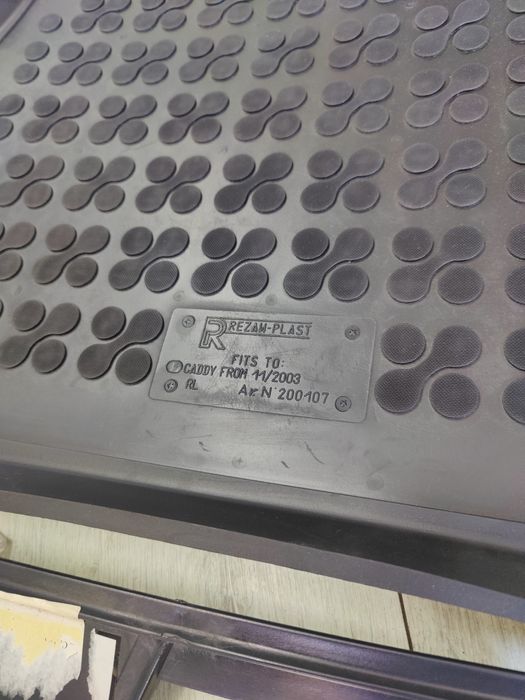 R REZAW-PLAST
FITS TO:
CADDY FROM 11/2003
RL Ar. N° 200107